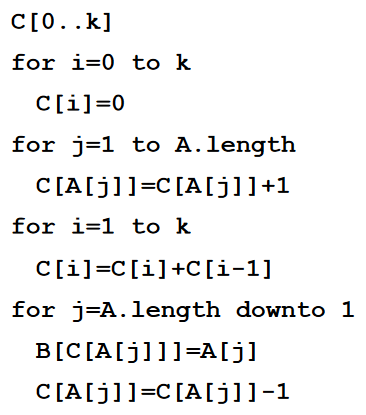 C[0..k]
for i=0 to k
  C[i]=0
for j=1 to A.length
  C[A[j]]=C[A[j]]+1
for i=1 to k
  C[i]=C[i]+C[i-1]
for j=A.length downto 1
  B[C[A[j]]]=A[j]
  C[A[j]]=C[A[j]]-1